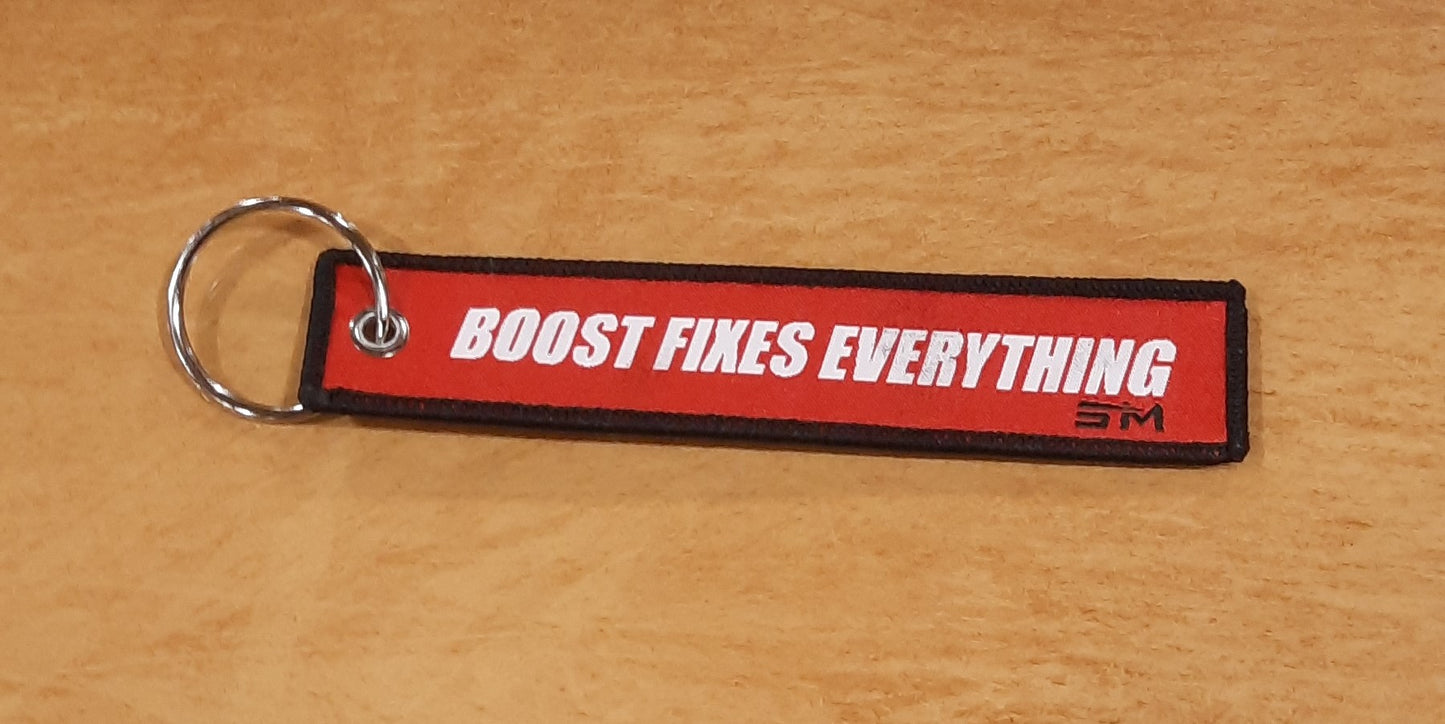 BOOST FIXES EVERYTHING
SM